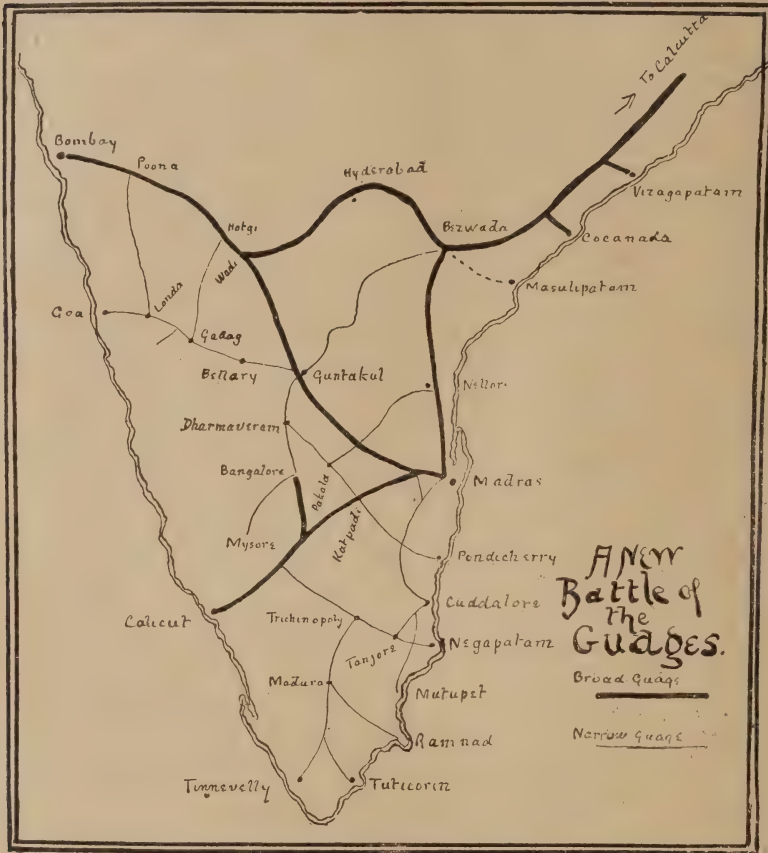 To Calcutta
Bombay
Poona
Hyderabad
Hotgi
Bezwada
Vizagapatam
Cocanada
Wadi
Londa
Masulipatam
Goa
Gadag
Bellary
Guntakul
Nellore
Dharmaveram
Bangalore
Patala
Madras
Mysore
Katpadi
Pondicherry
A NEW
Battle of
the
Guages.
Cuddalore
Calicut
Trichinopoly
Negapatam
Tanjore
Broad Guage
Madura
Mutupet
Narrow Guage
Ramnad
Tinnevelly
Tuticorin